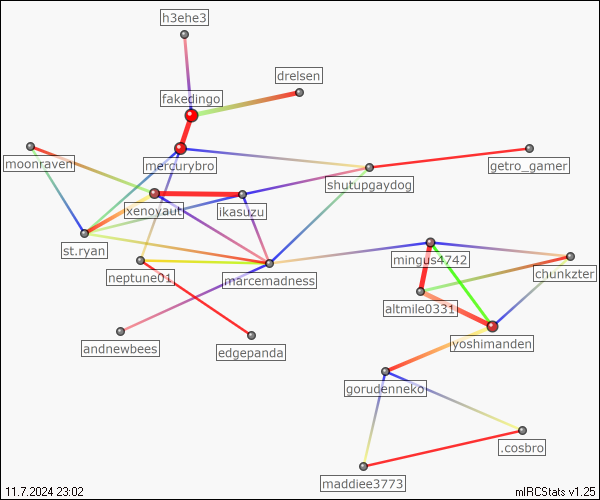 h3ehe3
drelsen
fakedingo
moonraven
mercurybro
getro_gamer
shutupgaydog
xenoyaut
ikasuzu
st.ryan
mingus4742
neptune01
marcemadness
chunkzter
altmile0331
andnewbees
edgepanda
yoshimanden
gorudenneko
.cosbro
maddiee3773
11.7.2024 23:02
mIRCStats v1.25